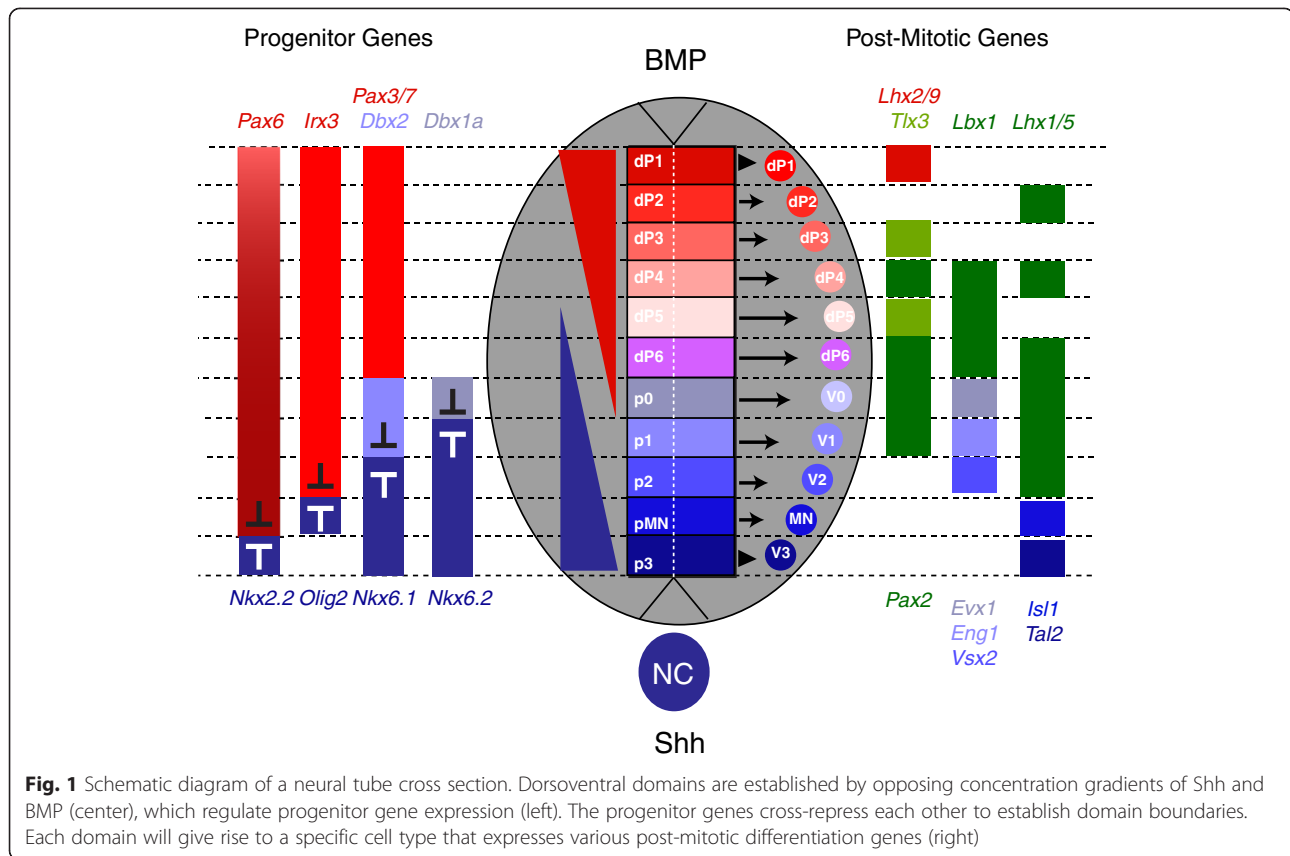 Progenitor Genes
Post-Mitotic Genes
BMP
Pax3/7
Lhx2/9
Pax6 Irx3 Dbx2 Dbx1a
Tlx3 Lbx1 Lhx1/5
dP1 dP1
dP2 dP2
dP3 dP3
dP4 dP4
dP5 dP5
dP6 dP6
p0 V0
p1 V1
p2 V2
pMN MN
p3 V3
Nkx2.2 Olig2 Nkx6.1 Nkx6.2
Pax2 Evx1 Isl1
Eng1 Tal2
Vsx2
NC
Shh
Fig. 1 Schematic diagram of a neural tube cross section. Dorsoventral domains are established by opposing concentration gradients of Shh and
BMP (center), which regulate progenitor gene expression (left). The progenitor genes cross-repress each other to establish domain boundaries.
Each domain will give rise to a specific cell type that expresses various post-mitotic differentiation genes (right)